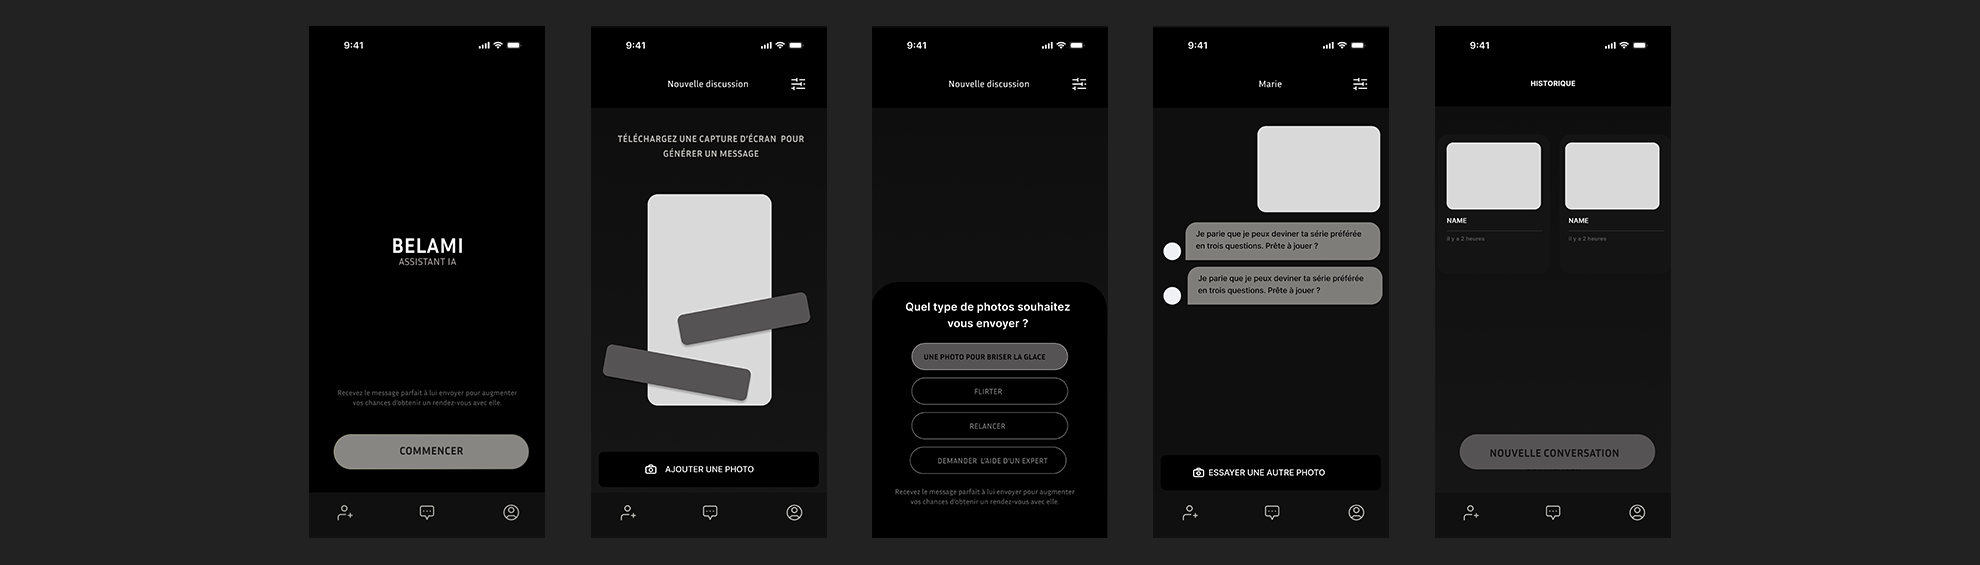 9:41
BELAMI
ASSISTANT IA
Recevez le message parfait à lui envoyer pour augmenter
vos chances d'obtenir un rendez-vous avec elle.
COMMENCER
9:41
Nouvelle discussion
TÉLÉCHARGEZ UNE CAPTURE D'ÉCRAN POUR
GÉNÉRER UN MESSAGE
AJOUTER UNE PHOTO
9:41
Nouvelle discussion
Quel type de photos souhaitez
vous envoyer ?
UNE PHOTO POUR BRISER LA GLACE
FLIRTER
RELANCER
DEMANDER L'AIDE D'UN EXPERT
Recevez le message parfait à lui envoyer pour augmenter
vos chances d'obtenir un rendez-vous avec elle.
9:41
Marie
Je parie que je peux deviner ta série préférée
en trois questions. Prête à jouer ?
Je parie que je peux deviner ta série préférée
en trois questions. Prête à jouer ?
ESSAYER UNE AUTRE PHOTO
9:41
HISTORIQUE
NAME
il y a 2 heures
NAME
il y a 2 heures
NOUVELLE CONVERSATION